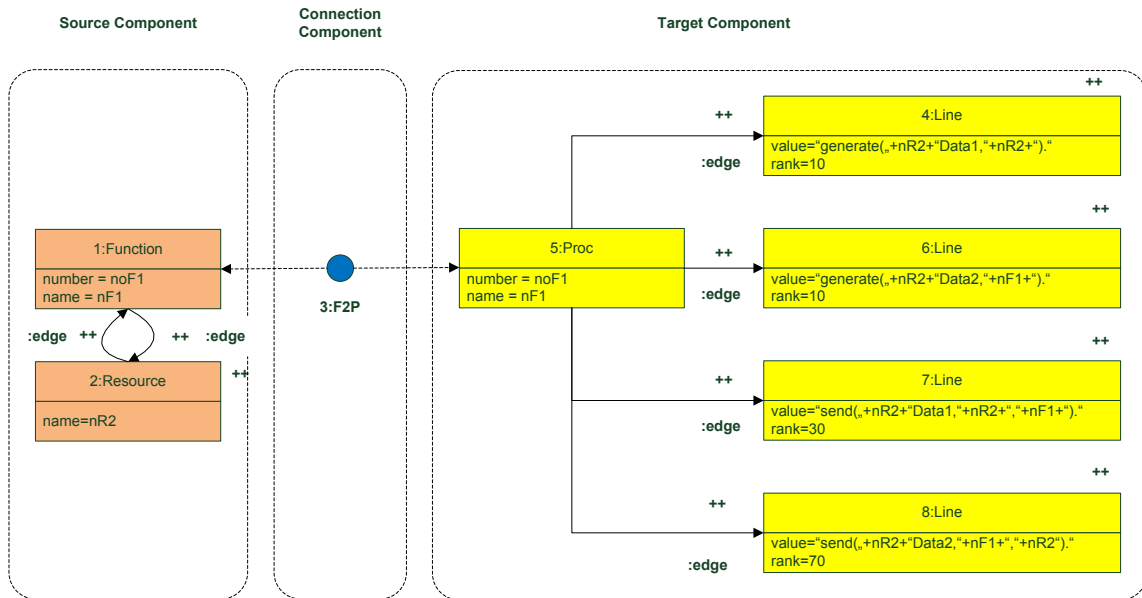 Source Component
Connection
Component
Target Component
++
4:Line
value=“generate(„+nR2+“Data1,“+nR2+“).“
rank=10
++
:edge
++
1:Function
number = noF1
name = nF1
3:F2P
5:Proc
number = noF1
name = nF1
++
:edge
6:Line
value=“generate(„+nR2+“Data2,“+nF1+“).“
rank=10
:edge
++
++
:edge
++
2:Resource
name=nR2
++
7:Line
value=“send(„+nR2+“Data1,“+nR2+“,“+nF1+“).“
rank=30
++
:edge
++
8:Line
value=“send(„+nR2+“Data2,“+nF1+“,“+nR2“).“
rank=70
++
:edge